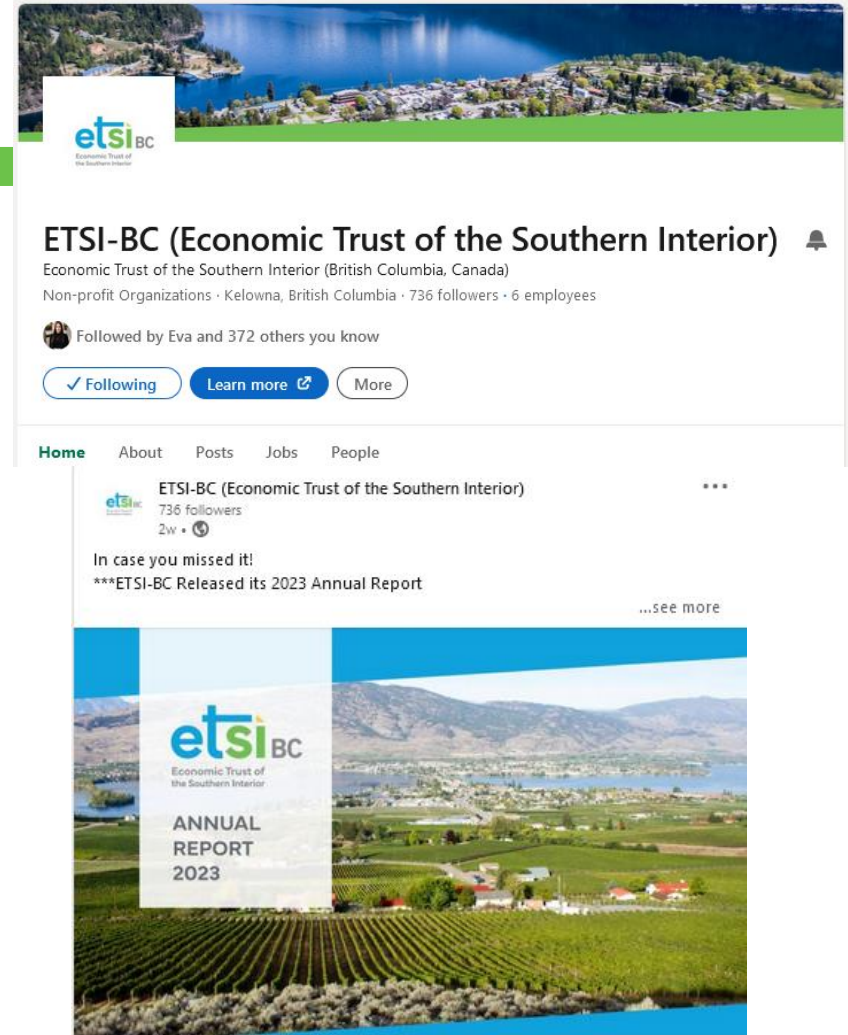 etsi BC
Economic Trust of
the Southern Interior
ETSI-BC (Economic Trust of the Southern Interior)
Economic Trust of the Southern Interior (British Columbia, Canada)
Non-profit Organizations · Kelowna, British Columbia · 736 followers · 6 employees
Followed by Eva and 372 others you know
✓ Following
Learn more
More
Home About Posts Jobs People
etsi BC
ETSI-BC (Economic Trust of the Southern Interior)
736 followers
2w •
In case you missed it!
***ETSI-BC Released its 2023 Annual Report
...see more
etsi BC
Economic Trust of
the Southern Interior
ANNUAL
REPORT
2023